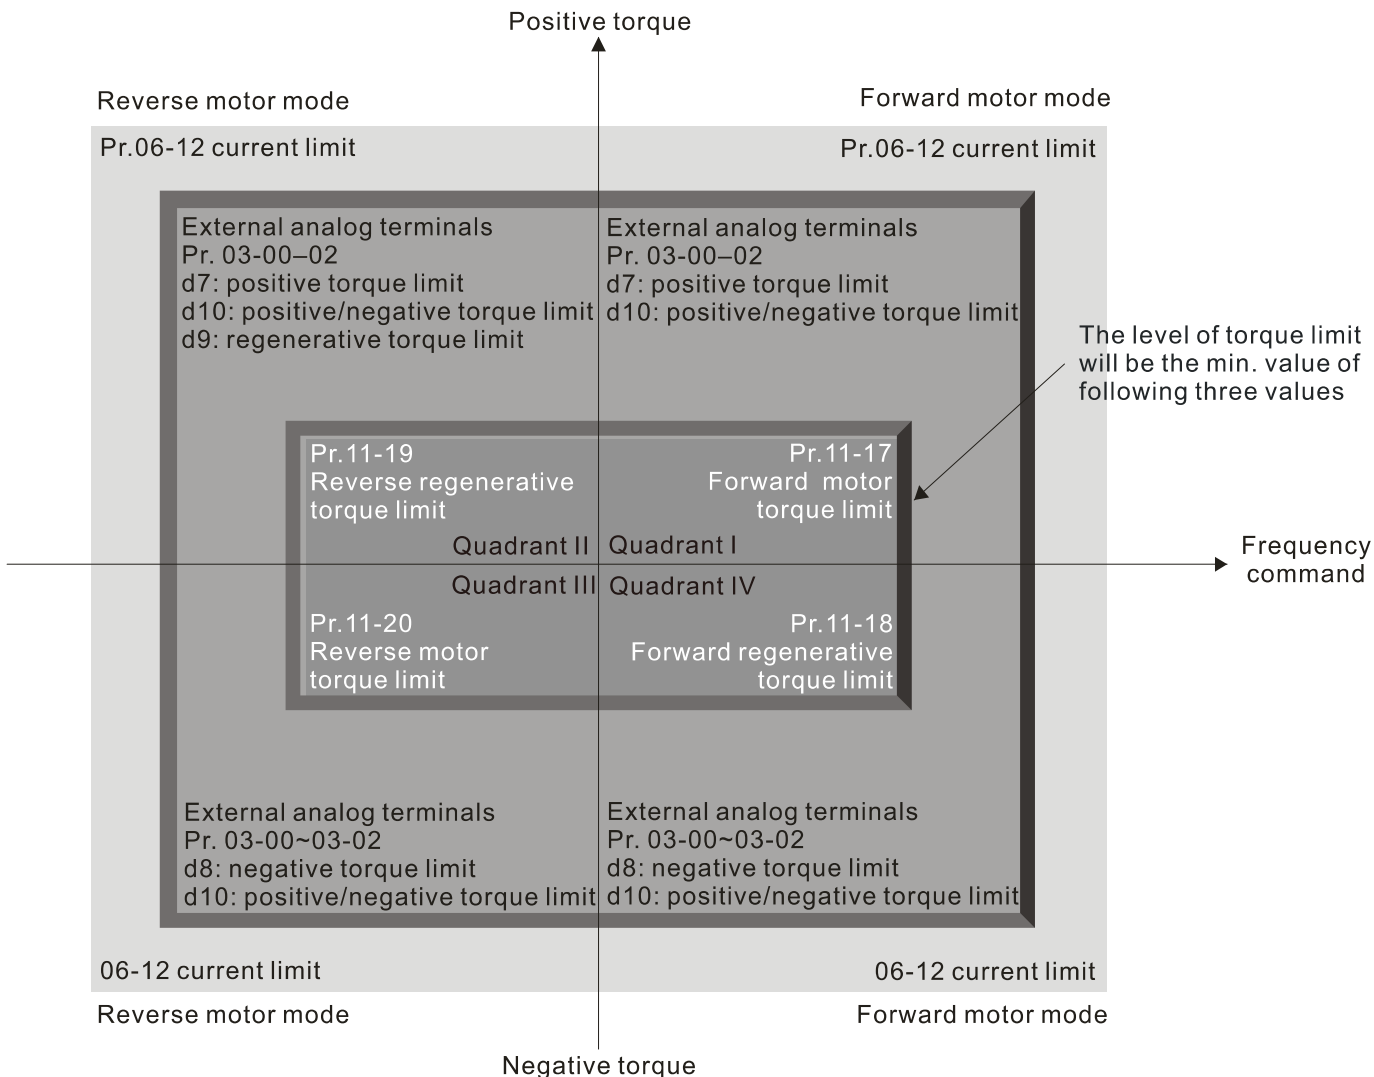 Positive torque
Reverse motor mode
Forward motor mode
Pr.06-12 current limit
Pr.06-12 current limit
External analog terminals
Pr. 03-00–02
d7: positive torque limit
d10: positive/negative torque limit
d9: regenerative torque limit
External analog terminals
Pr. 03-00–02
d7: positive torque limit
d10: positive/negative torque limit
The level of torque limit
will be the min. value of
following three values
Pr.11-19
Reverse regenerative
torque limit
Pr.11-17
Forward motor
torque limit
Quadrant II
Quadrant I
Frequency
command
Quadrant III
Quadrant IV
Pr.11-20
Reverse motor
torque limit
Pr.11-18
Forward regenerative
torque limit
External analog terminals
Pr. 03-00~03-02
d8: negative torque limit
d10: positive/negative torque limit
External analog terminals
Pr. 03-00~03-02
d8: negative torque limit
d10: positive/negative torque limit
06-12 current limit
06-12 current limit
Reverse motor mode
Forward motor mode
Negative torque